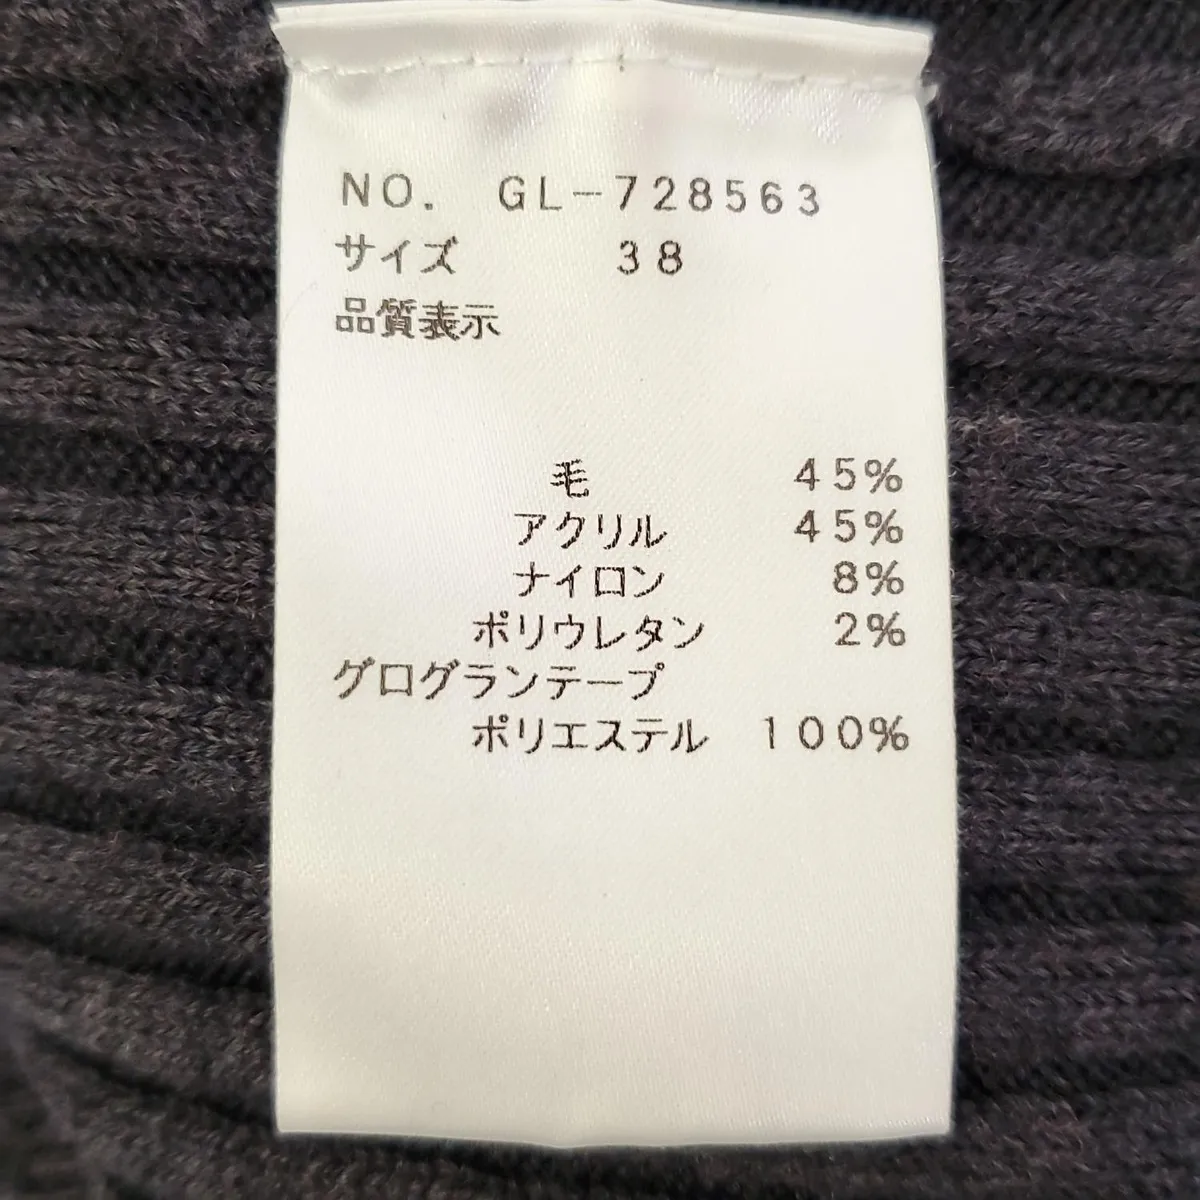 NO. GL-728563
サイズ 38
品質表示
毛 45%
アクリル 45%
ナイロン 8%
ポリウレタン 2%
グログランテープ
ポリエステル 100%